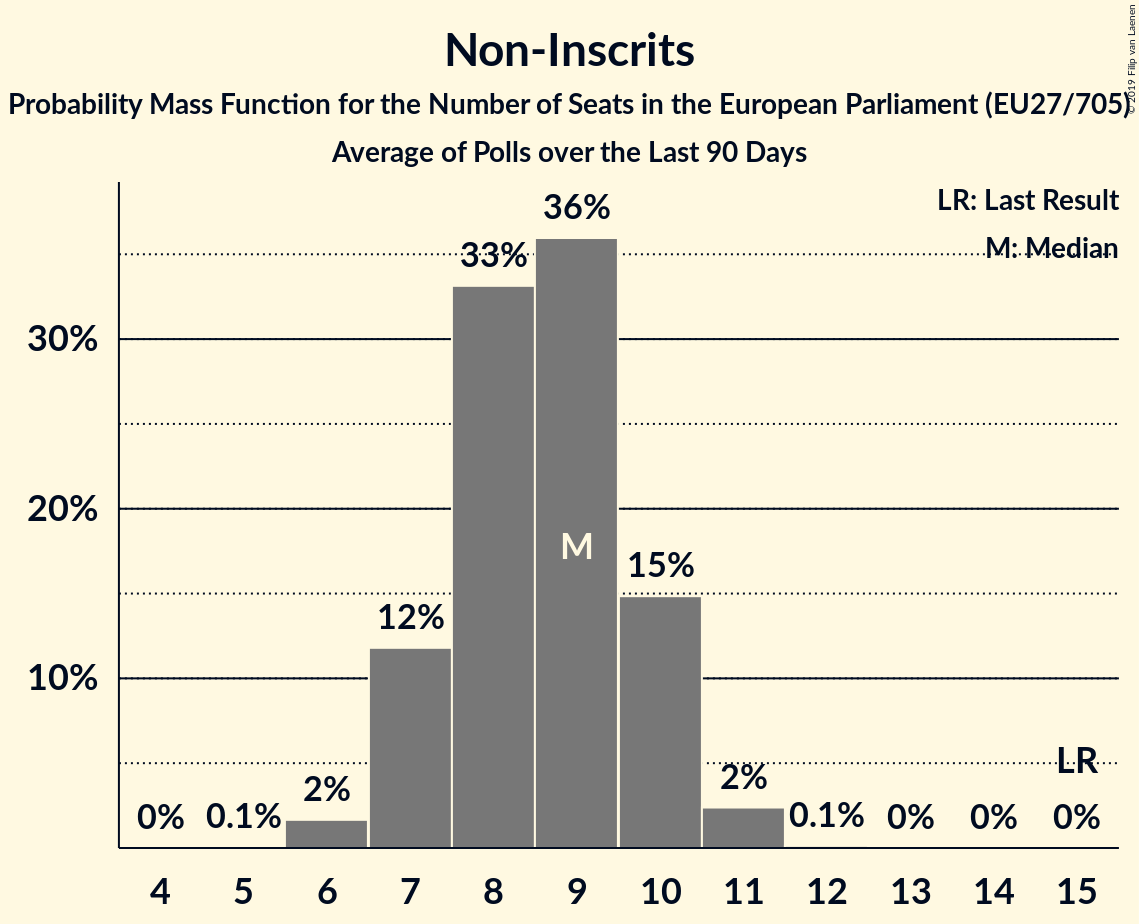 Non-Inscrits
Probability Mass Function for the Number of Seats in the European Parliament (EU27/705)
Average of Polls over the Last 90 Days
© 2019 Filip van Laenen
LR: Last Result
M: Median
36%
33%
30%
20%
M
15%
12%
10%
LR
2%
2%
0%
0.1%
0.1%
0%
0%
0%
4 5 6 7 8 9 10 11 12 13 14 15